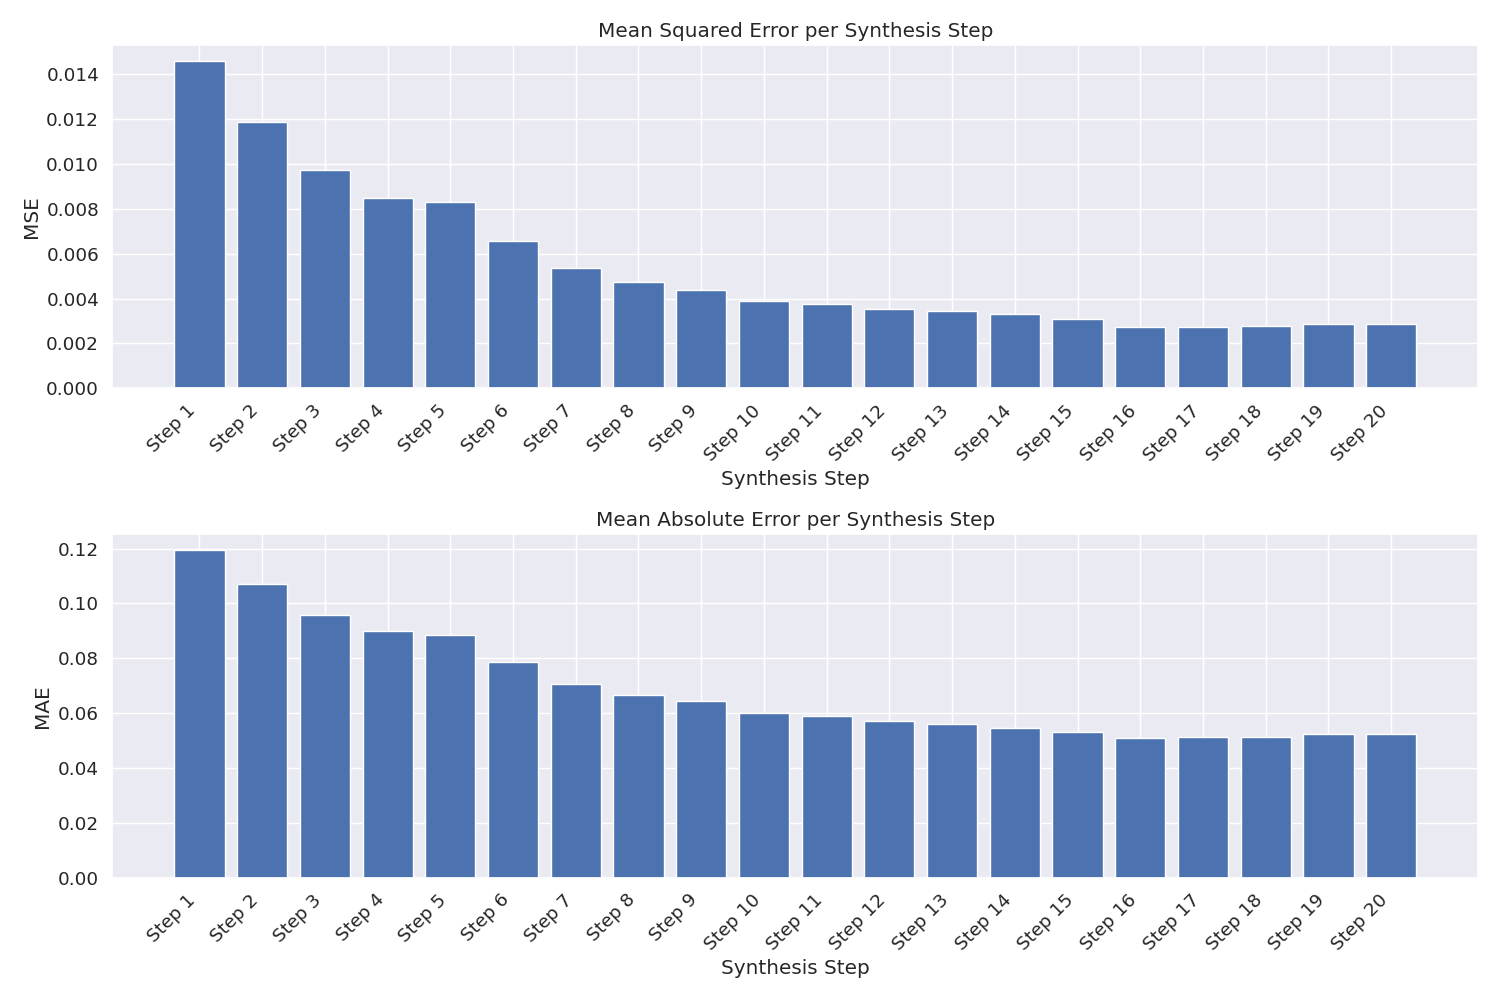 Mean Squared Error per Synthesis Step
MSE
0.014
0.012
0.010
0.008
0.006
0.004
0.002
0.000
Step 1
Step 2
Step 3
Step 4
Step 5
Step 6
Step 7
Step 8
Step 9
Step 10
Step 11
Step 12
Step 13
Step 14
Step 15
Step 16
Step 17
Step 18
Step 19
Step 20
Synthesis Step
Mean Absolute Error per Synthesis Step
MAE
0.12
0.10
0.08
0.06
0.04
0.02
0.00
Step 1
Step 2
Step 3
Step 4
Step 5
Step 6
Step 7
Step 8
Step 9
Step 10
Step 11
Step 12
Step 13
Step 14
Step 15
Step 16
Step 17
Step 18
Step 19
Step 20
Synthesis Step